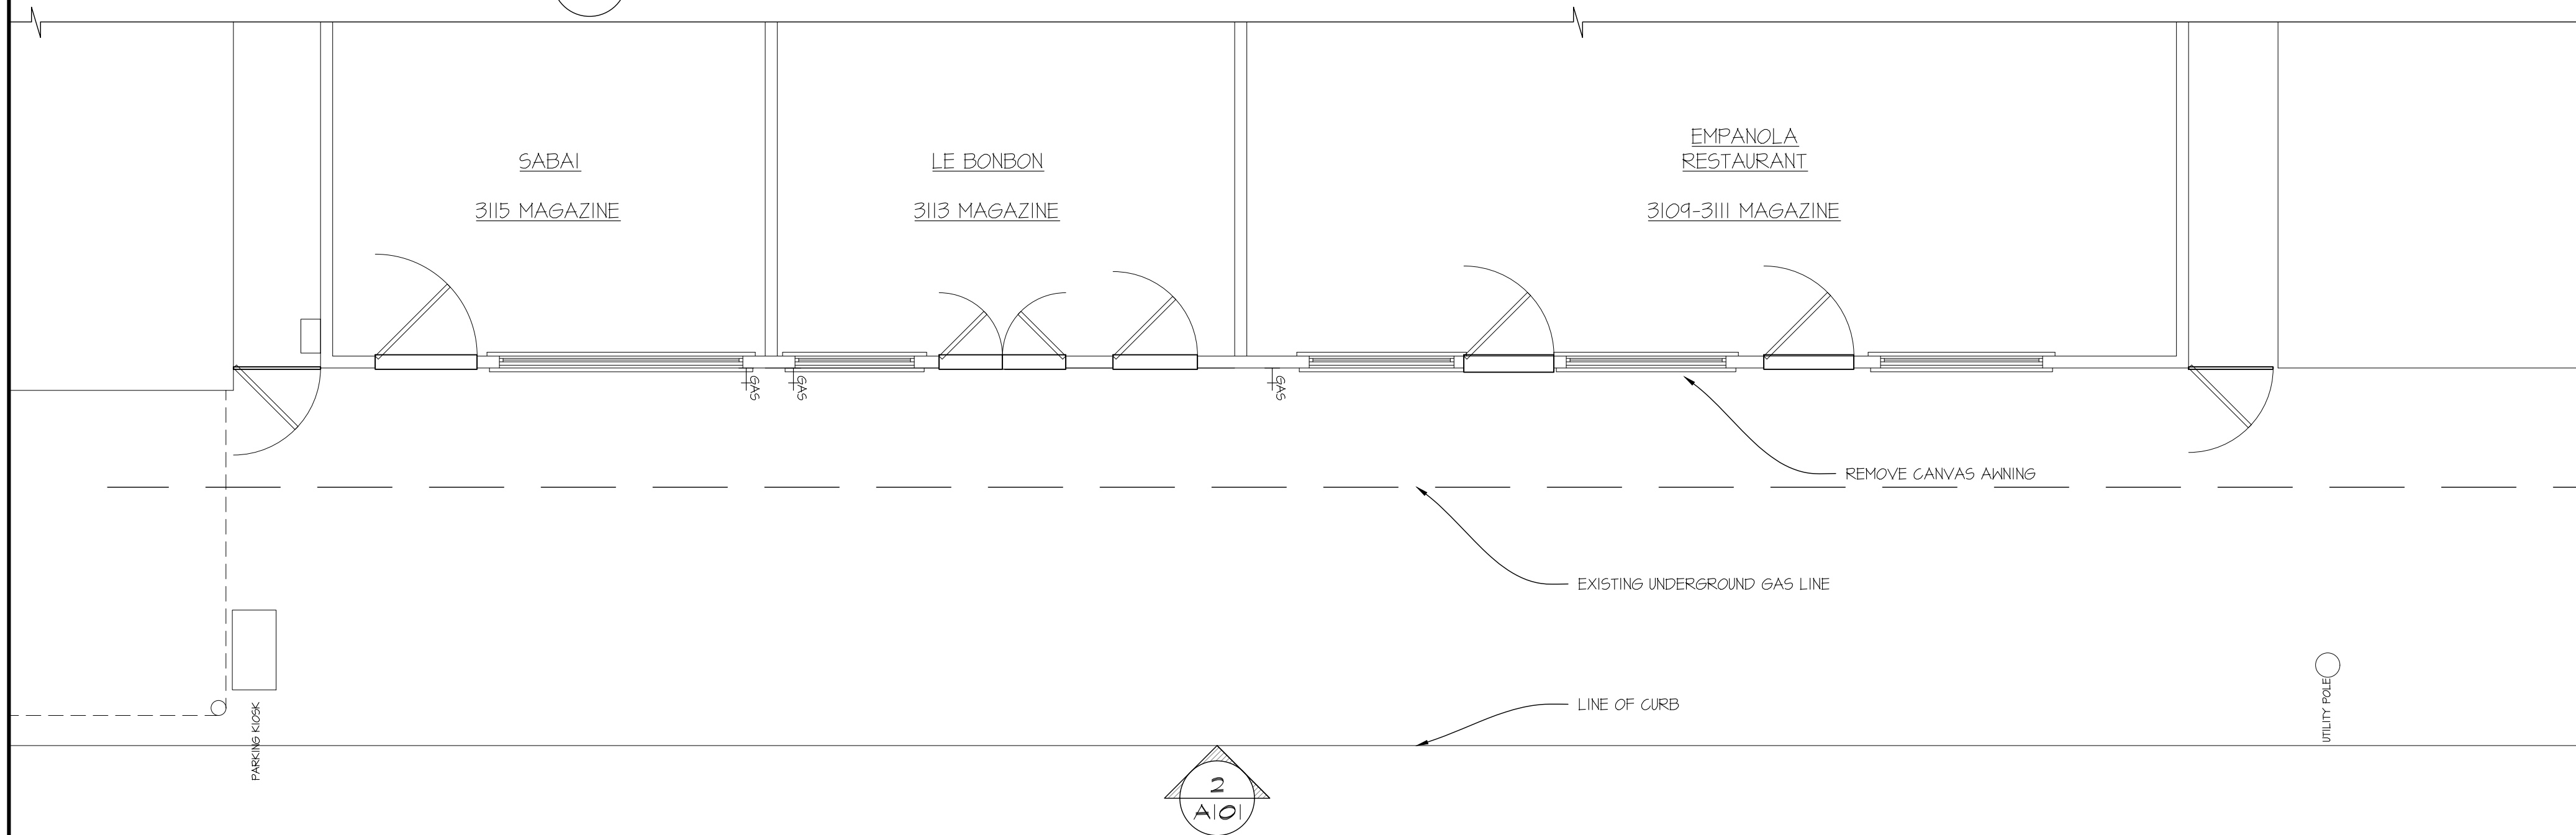 SABAI
3115 MAGAZINE
LE BONBON
3113 MAGAZINE
EMPANOLA
RESTAURANT
3109-3111 MAGAZINE
GAS
GAS
GAS
REMOVE CANVAS AWNING
EXISTING UNDERGROUND GAS LINE
LINE OF CURB
PARKING KIOSK
UTILITY POLE
2
A101